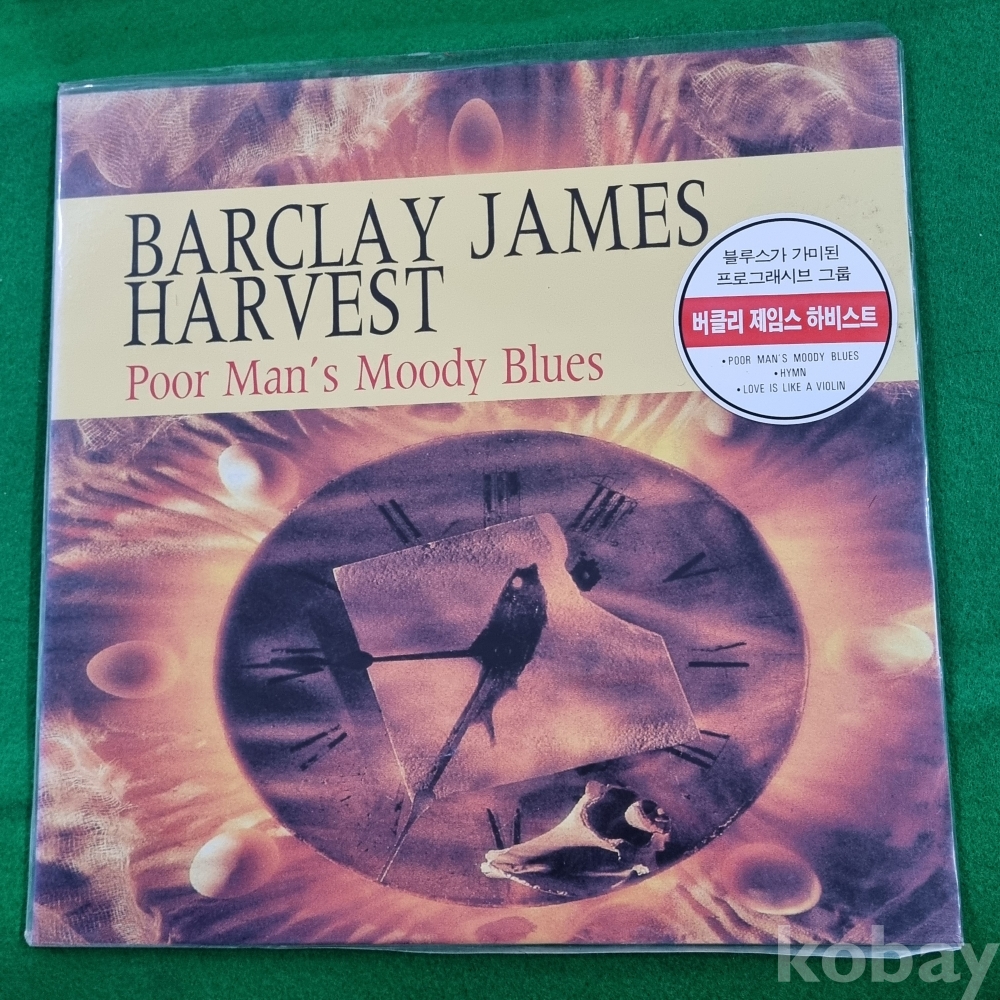 BARCLAY JAMES
HARVEST
Poor Man's Moody Blues
블루스가 가미된
프로그래시브 그룹
버클리 제임스 하비스트
• POOR MAN'S MOODY BLUES
• HYMN
• LOVE IS LIKE A VIOLIN
kobay